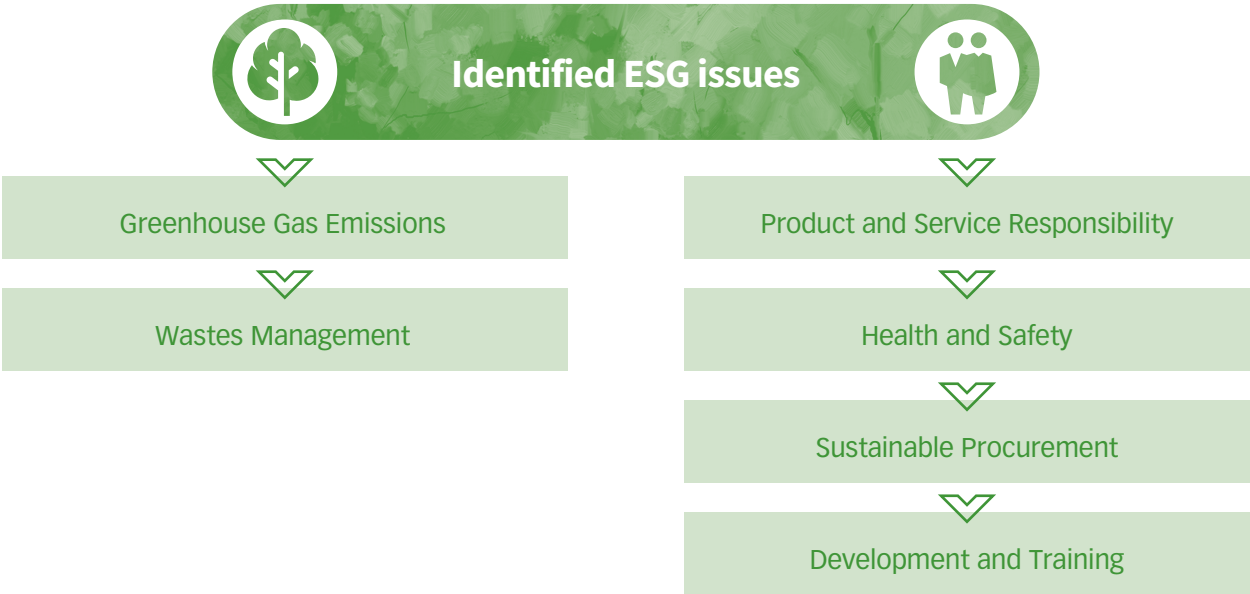 Identified ESG issues
Greenhouse Gas Emissions
Wastes Management
Product and Service Responsibility
Health and Safety
Sustainable Procurement
Development and Training